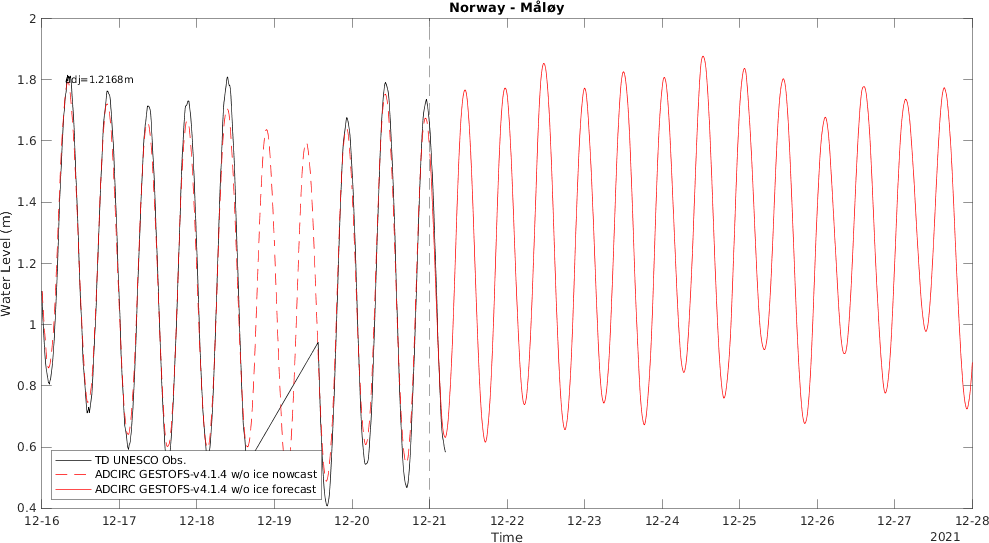 Norway - Måløy
2
1.8
1.6
1.4
1.2
1
0.8
0.6
0.4
Water Level (m)
adj=1.2168m
TD UNESCO Obs.
ADCIRC GESTOFS-v4.1.4 w/o ice nowcast
ADCIRC GESTOFS-v4.1.4 w/o ice forecast
12-16 12-17 12-18 12-19 12-20 12-21 12-22 12-23 12-24 12-25 12-26 12-27 12-28
Time
2021